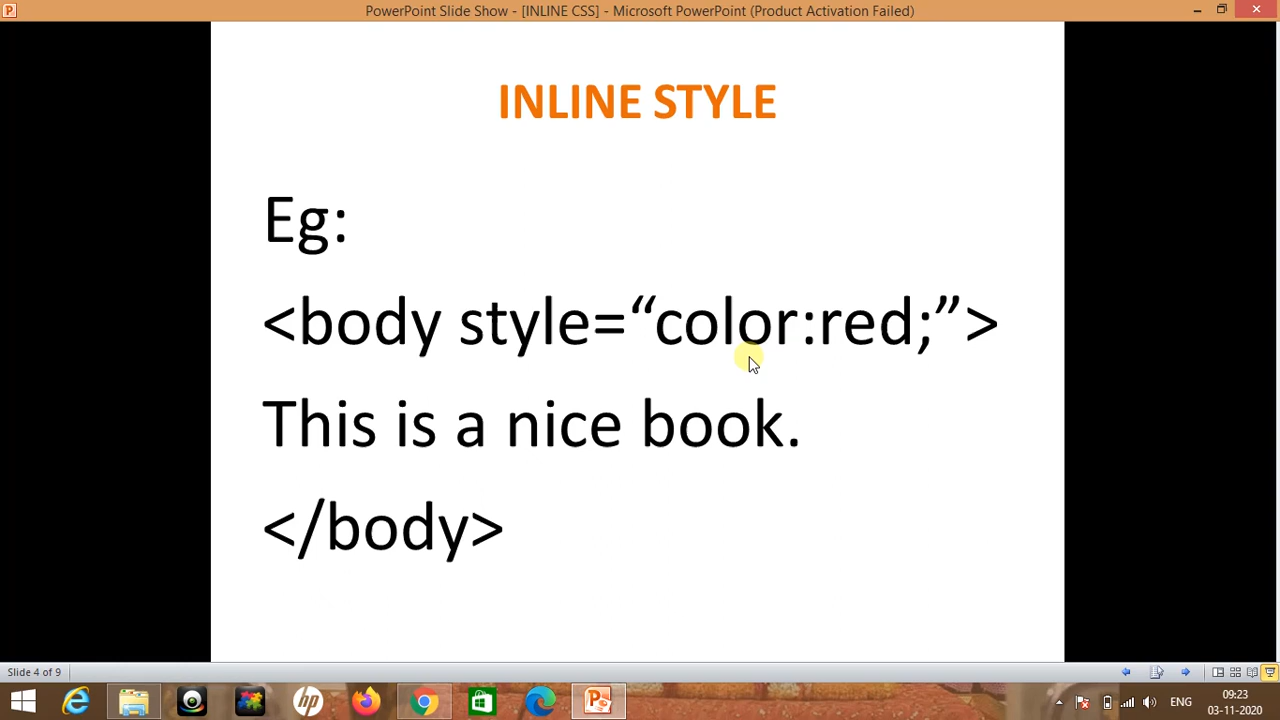 PowerPoint Slide Show - [INLINE CSS] - Microsoft PowerPoint (Product Activation Failed)
INLINE STYLE
Eg:
<body style=“color:red;”>
This is a nice book.
</body>
Slide 4 of 9
ENG
09:23
03-11-2020